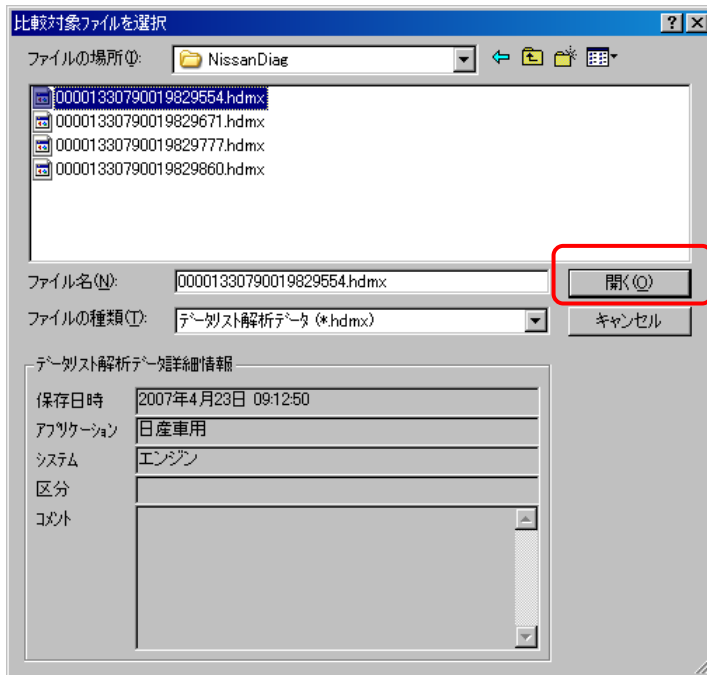 比較対象ファイルを選択
ファイルの場所(I): NissanDiag
00001330790019829554.hdmx
00001330790019829671.hdmx
00001330790019829777.hdmx
00001330790019829860.hdmx
ファイル名(N): 00001330790019829554.hdmx 開く(O)
ファイルの種類(T): データリスト解析データ (*.hdmx) キャンセル
データリスト解析データ詳細情報
保存日時 2007年4月23日 09:12:50
アプリケーション 日産車用
システム エンジン
区分
コメント